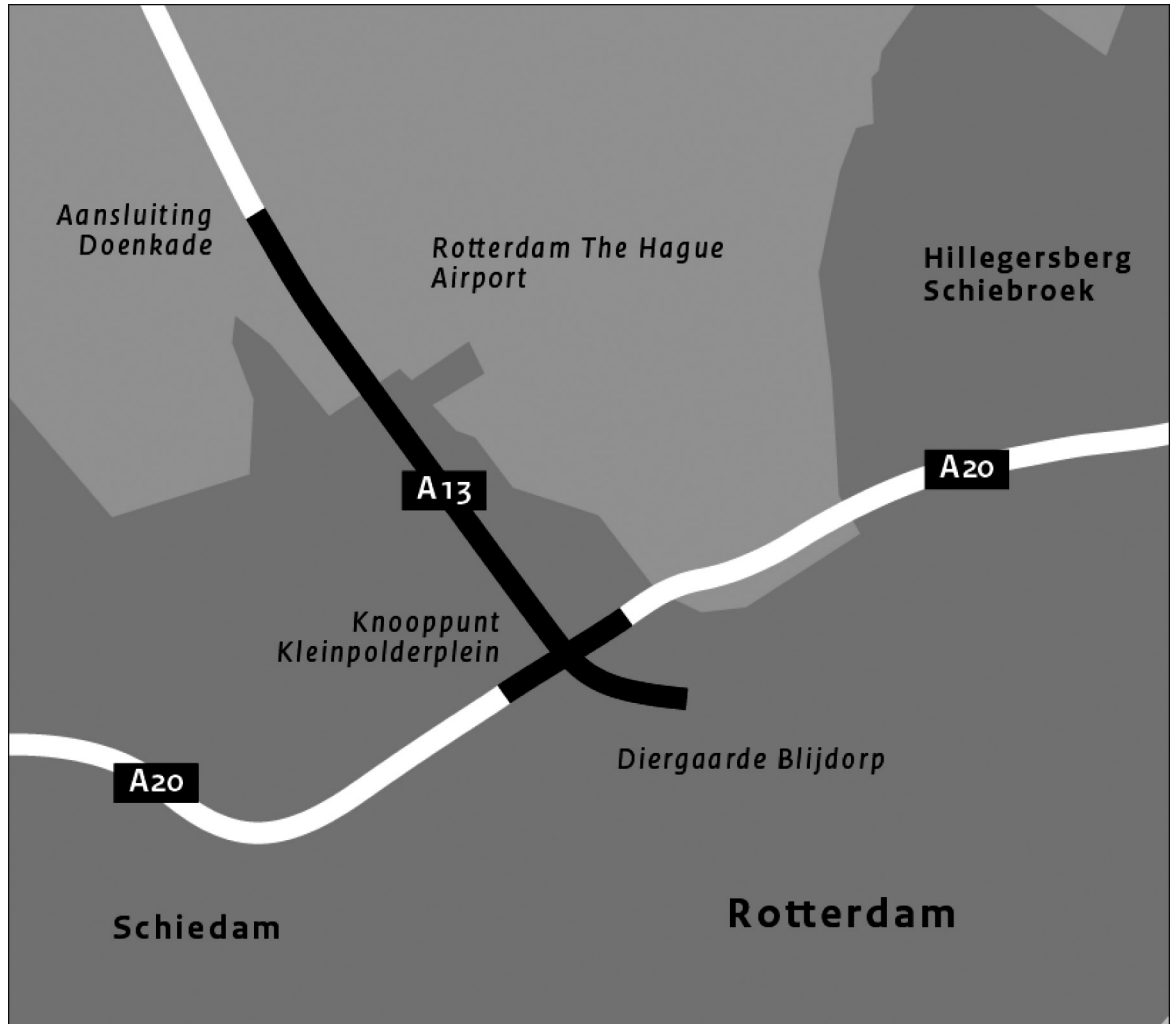 Aansluiting
Doenkade
Rotterdam The Hague
Airport
Hillegersberg
Schiebroek
A20
A13
Knooppunt
Kleinpolderplein
Diergaarde Blijdorp
A20
Schiedam
Rotterdam